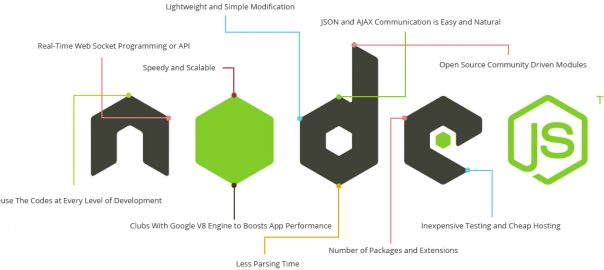 Lightweight and Simple Modification
JSON and AJAX Communication is Easy and Natural
Real-Time Web Socket Programming or API
Speedy and Scalable
Open Source Community Driven Modules
node
JS
T
use The Codes at Every Level of Development
Clubs With Google V8 Engine to Boosts App Performance
Inexpensive Testing and Cheap Hosting
Number of Packages and Extensions
Less Parsing Time